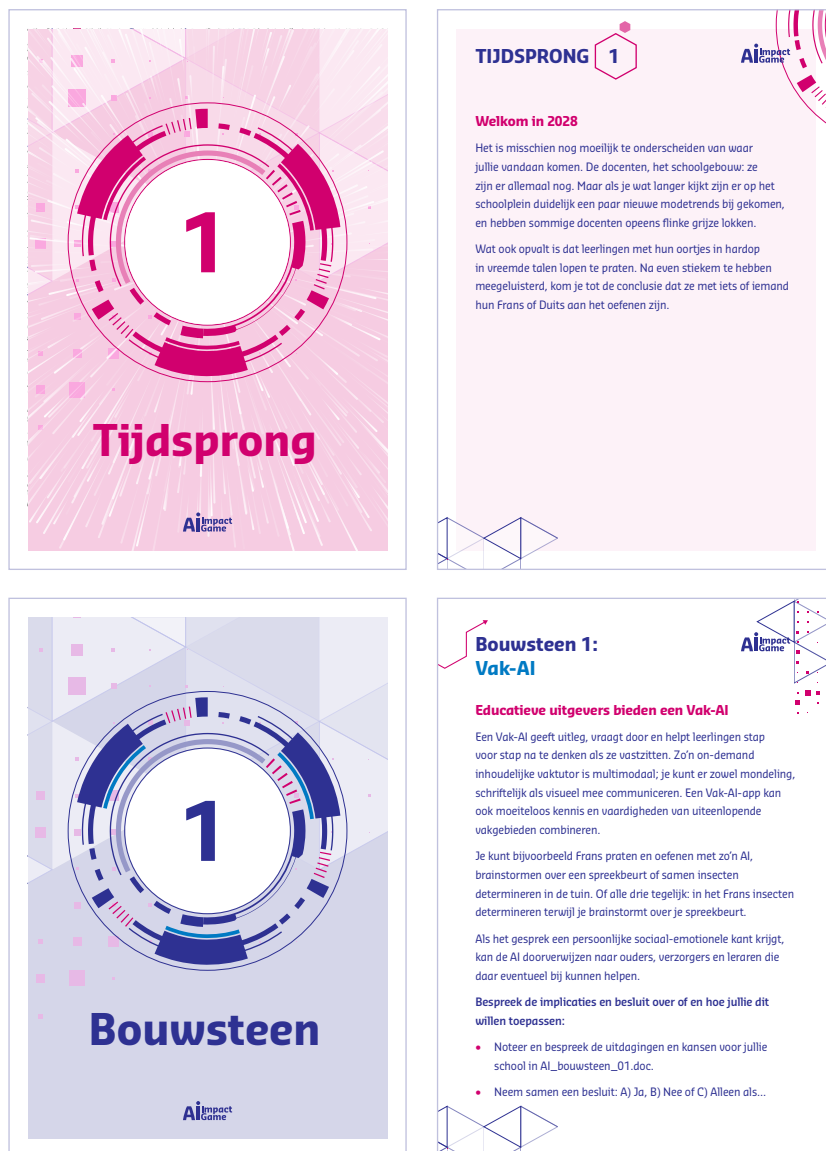 1
Tijdsprong
Ai Impact
Game
TIJDSPRONG 1
Ai Impact
Game
Welkom in 2028
Het is misschien nog moeilijk te onderscheiden van waar
jullie vandaan komen. De docenten, het schoolgebouw: ze
zijn er allemaal nog. Maar als je wat langer kijkt zijn er op het
schoolplein duidelijk een paar nieuwe modetrends bij gekomen,
en hebben sommige docenten opeens flinke grijze lokken.
Wat ook opvalt is dat leerlingen met hun oortjes in hardop
in vreemde talen lopen te praten. Na even stiekem te hebben
meegeluisterd, kom je tot de conclusie dat ze met iets of iemand
hun Frans of Duits aan het oefenen zijn.
1
Bouwsteen
Ai Impact
Game
Bouwsteen 1:
Vak-AI
Ai Impact
Game
Educatieve uitgevers bieden een Vak-AI
Een Vak-AI geeft uitleg, vraagt door en helpt leerlingen stap
voor stap na te denken als ze vastzitten. Zo'n on-demand
inhoudelijke vaktutor is multimodaal; je kunt er zowel mondeling,
schriftelijk als visueel mee communiceren. Een Vak-AI-app kan
ook moeiteloos kennis en vaardigheden van uiteenlopende
vakgebieden combineren.
Je kunt bijvoorbeeld Frans praten en oefenen met zo'n AI,
brainstormen over een spreekbeurt of samen insecten
determineren in de tuin. Of alle drie tegelijk: in het Frans insecten
determineren terwijl je brainstormt over je spreekbeurt.
Als het gesprek een persoonlijke sociaal-emotionele kant krijgt,
kan de AI doorverwijzen naar ouders, verzorgers en leraren die
daar eventueel bij kunnen helpen.
Bespreek de implicaties en besluit over of en hoe jullie dit
willen toepassen:
• Noteer en bespreek de uitdagingen en kansen voor jullie
school in AI_bouwsteen_01.doc.
• Neem samen een besluit: A) Ja, B) Nee of C) Alleen als...